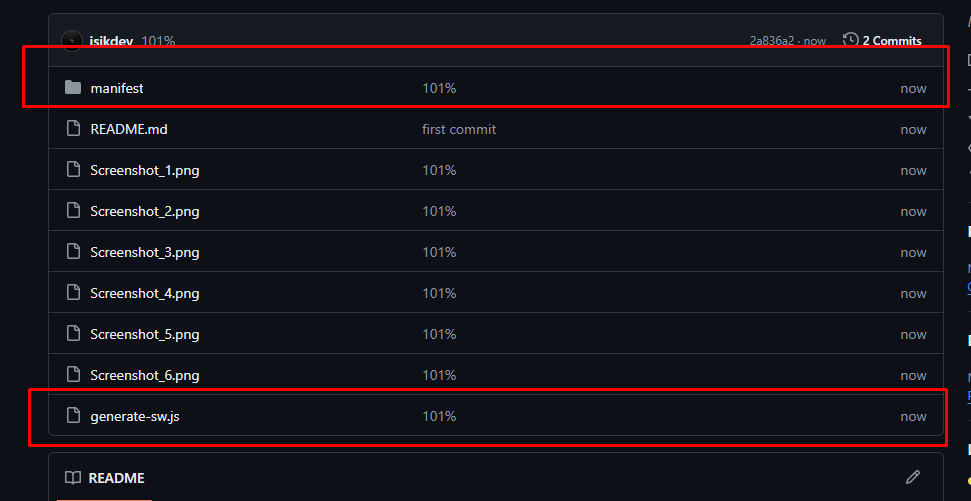 isikdev 101% 2a836a2 · now 2 Commits
manifest 101% now
README.md first commit now
Screenshot_1.png 101% now
Screenshot_2.png 101% now
Screenshot_3.png 101% now
Screenshot_4.png 101% now
Screenshot_5.png 101% now
Screenshot_6.png 101% now
generate-sw.js 101% now
README